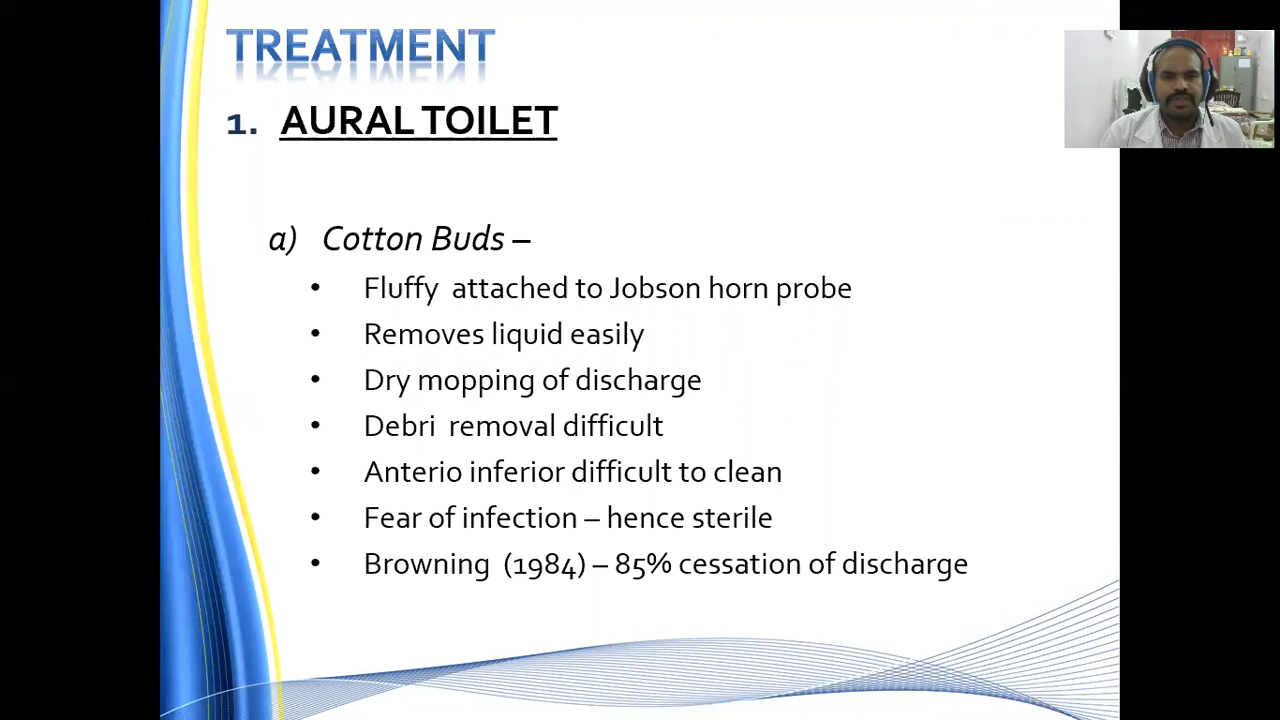 TREATMENT
1. AURAL TOILET
a) Cotton Buds –
• Fluffy attached to Jobson horn probe
• Removes liquid easily
• Dry mopping of discharge
• Debri removal difficult
• Anterio inferior difficult to clean
• Fear of infection – hence sterile
• Browning (1984) – 85% cessation of discharge